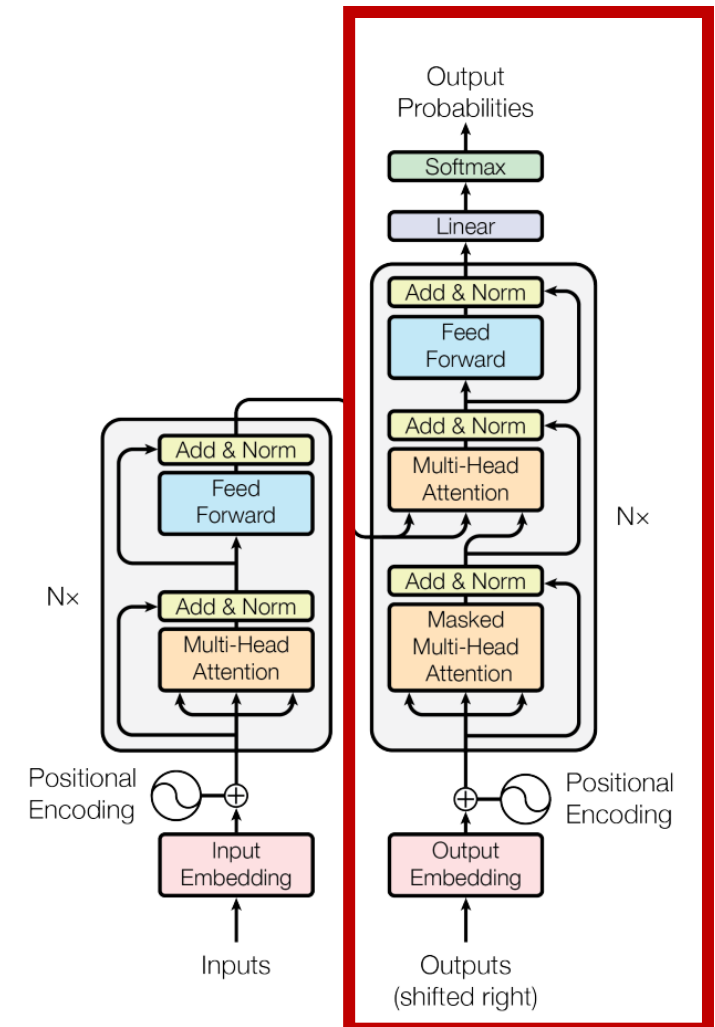 Output
Probabilities
Softmax
Linear
Add & Norm
Feed
Forward
Add & Norm
Multi-Head
Attention
N×
Add & Norm
Masked
Multi-Head
Attention
Positional
Encoding
Output
Embedding
Outputs
(shifted right)
Add & Norm
Feed
Forward
N×
Add & Norm
Multi-Head
Attention
Positional
Encoding
Input
Embedding
Inputs